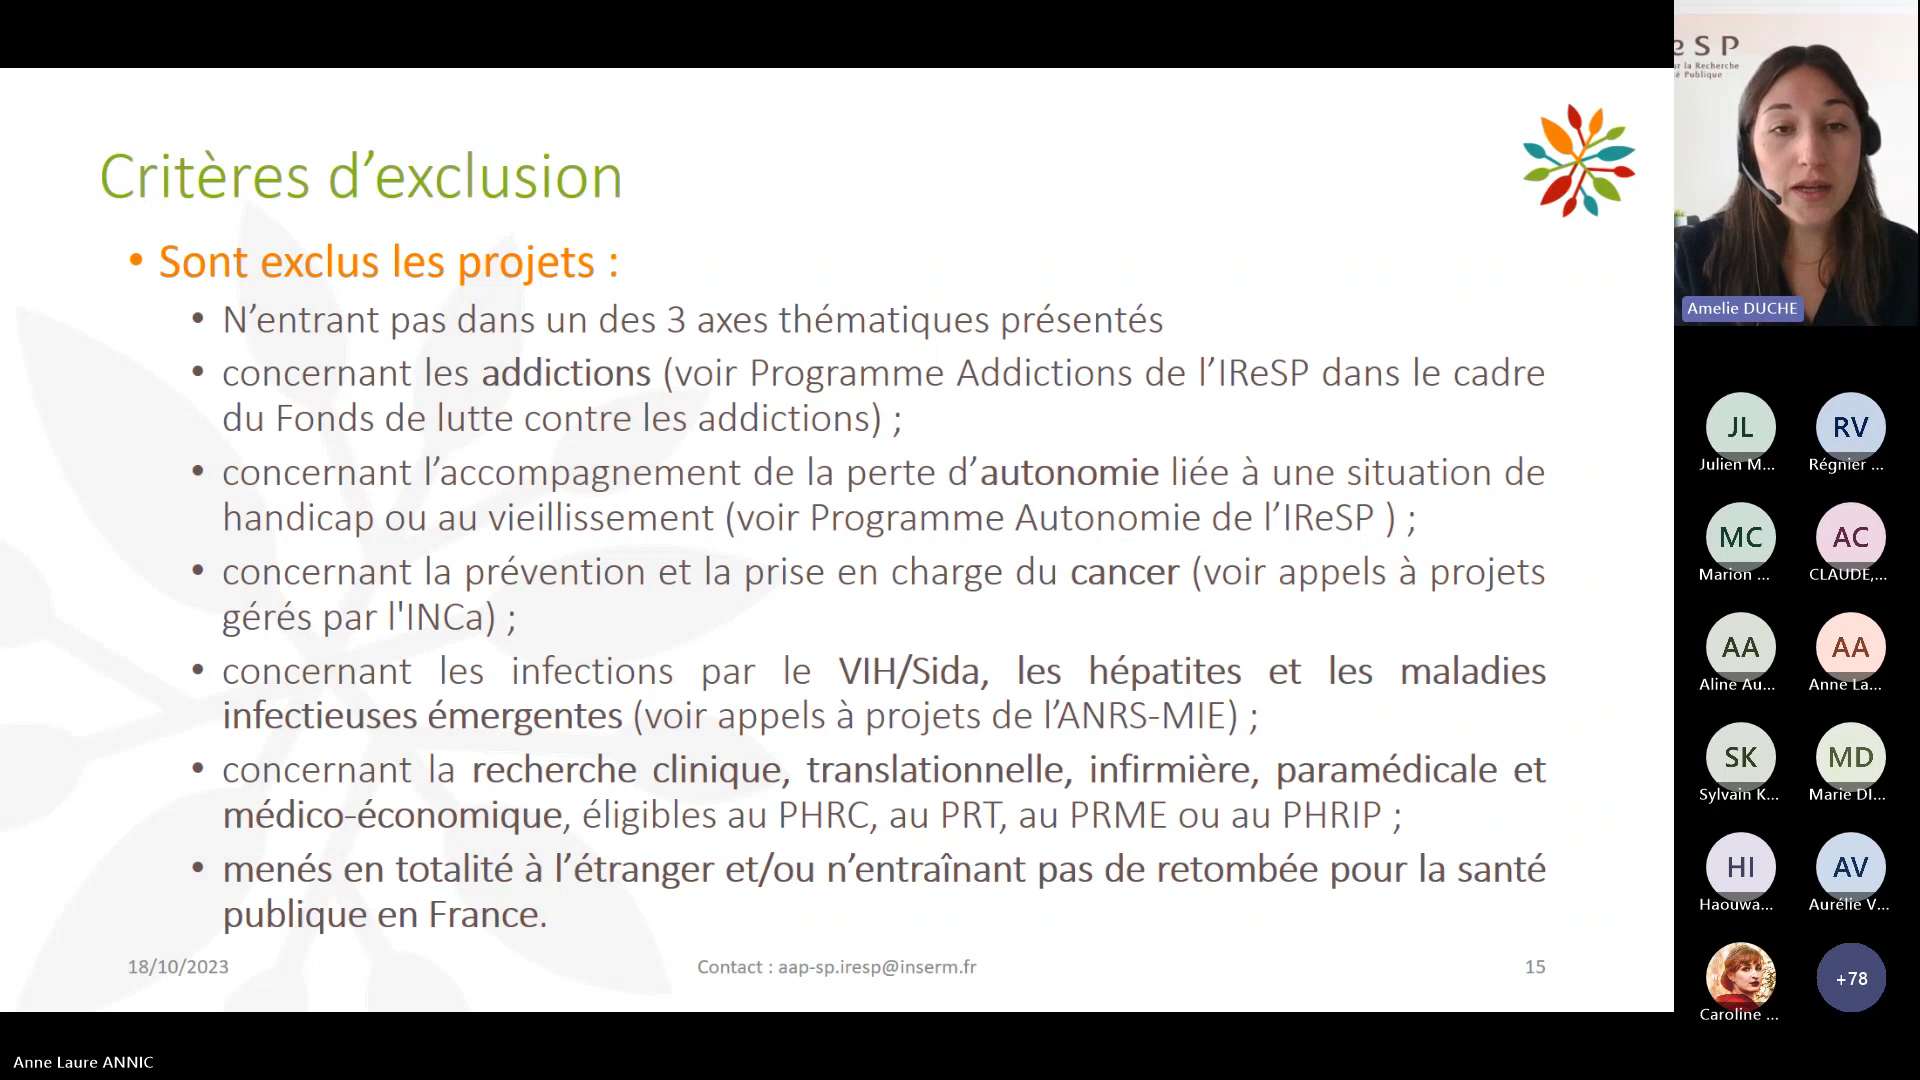 Critères d’exclusion
• Sont exclus les projets :
• N’entrant pas dans un des 3 axes thématiques présentés
• concernant les addictions (voir Programme Addictions de l’IReSP dans le cadre
du Fonds de lutte contre les addictions) ;
• concernant l’accompagnement de la perte d’autonomie liée à une situation de
handicap ou au vieillissement (voir Programme Autonomie de l’IReSP ) ;
• concernant la prévention et la prise en charge du cancer (voir appels à projets
gérés par l'INCa) ;
• concernant les infections par le VIH/Sida, les hépatites et les maladies
infectieuses émergentes (voir appels à projets de l’ANRS-MIE) ;
• concernant la recherche clinique, translationnelle, infirmière, paramédicale et
médico-économique, éligibles au PHRC, au PRT, au PRME ou au PHRIP ;
• menés en totalité à l’étranger et/ou n’entraînant pas de retombée pour la santé
publique en France.
18/10/2023
Contact : aap-sp.iresp@inserm.fr
15
Anne Laure ANNIC
e S P
r la Recherche
é Publique
Amelie DUCHE
JL
Julien M...
RV
Régnier ...
MC
Marion ...
AC
CLAUDE,...
AA
Aline Au...
AA
Anne La...
SK
Sylvain K...
MD
Marie DI...
HI
Haouwa...
AV
Aurélie V...
Caroline ...
+78